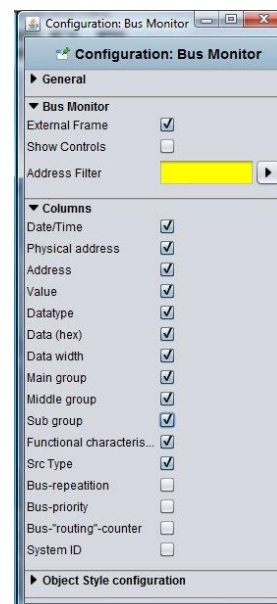 Configuration: Bus Monitor
Configuration: Bus Monitor
General
Bus Monitor
External Frame
Show Controls
Address Filter
Columns
Date/Time
Physical address
Address
Value
Datatype
Data (hex)
Data width
Main group
Middle group
Sub group
Functional characteris...
Src Type
Bus-repeatition
Bus-priority
Bus-"routing"-counter
System ID
Object Style configuration